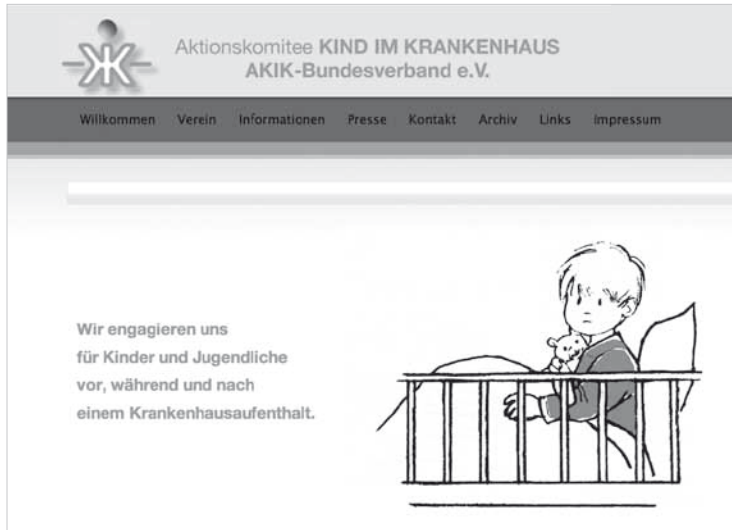 Aktionskomitee KIND IM KRANKENHAUS
AKIK-Bundesverband e.V.
Willkommen Verein Informationen Presse Kontakt Archiv Links Impressum
Wir engagieren uns
für Kinder und Jugendliche
vor, während und nach
einem Krankenhausaufenthalt.